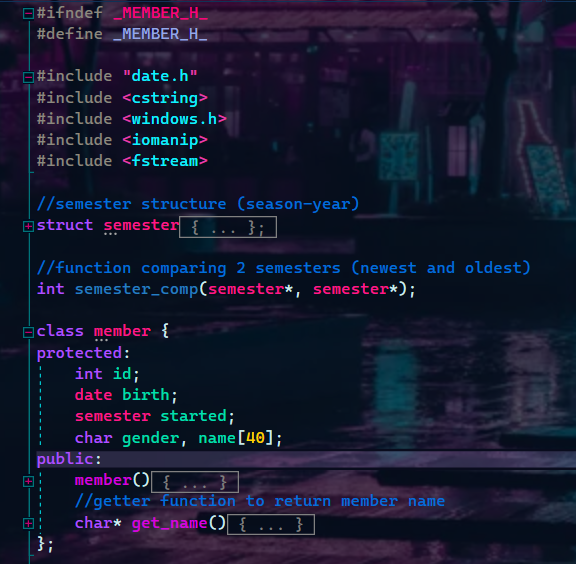 #ifndef _MEMBER_H_
#define _MEMBER_H_
#include "date.h"
#include <cstring>
#include <windows.h>
#include <iomanip>
#include <fstream>
//semester structure (season-year)
struct semester{ ... };
//function comparing 2 semesters (newest and oldest)
int semester_comp(semester*, semester*);
class member {
protected:
int id;
date birth;
semester started;
char gender, name[40];
public:
member(){ ... }
//getter function to return member name
char* get_name(){ ... }
};